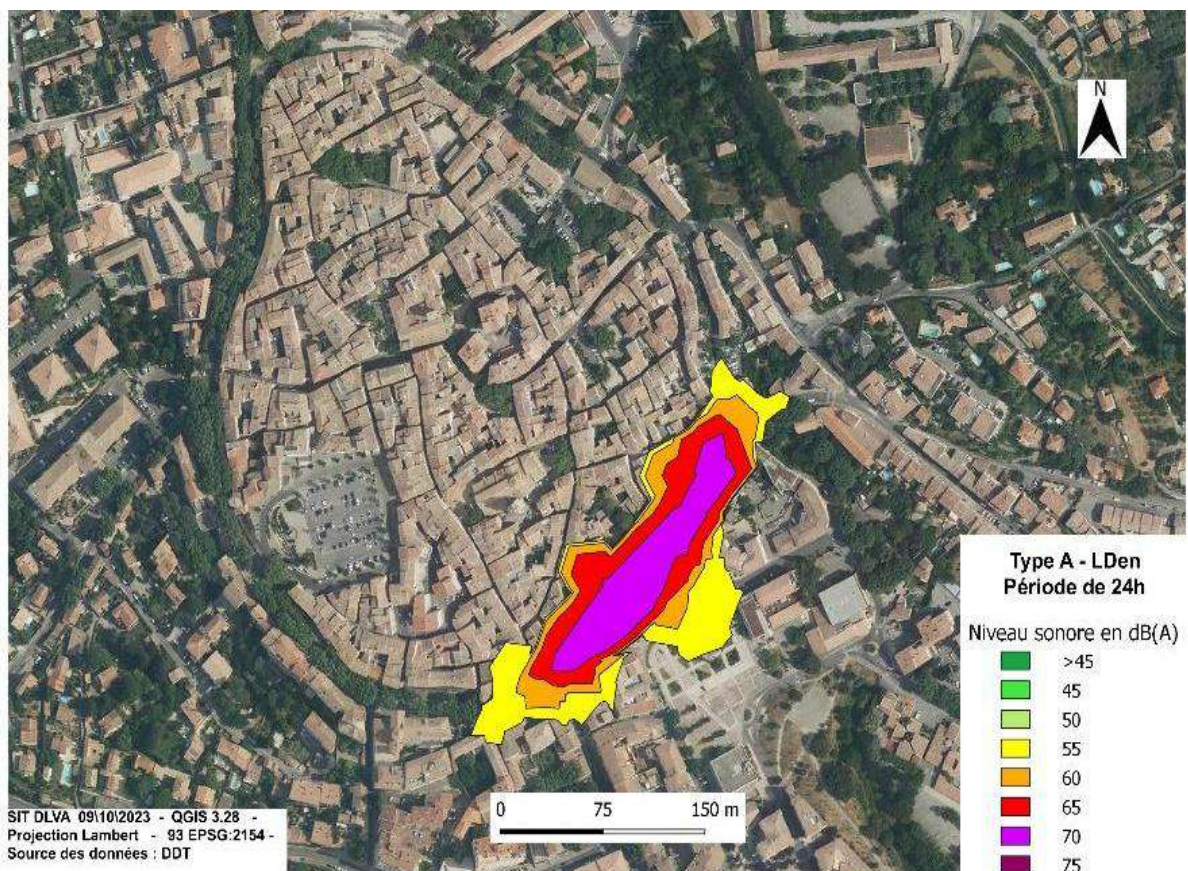 N
Type A - LDen
Période de 24h
Niveau sonore en dB(A)
>45
45
50
55
60
65
70
75
0 75 150 m
SIT DLVA 09\10\2023 - QGIS 3.28 -
Projection Lambert - 93 EPSG:2154 -
Source des données : DDT